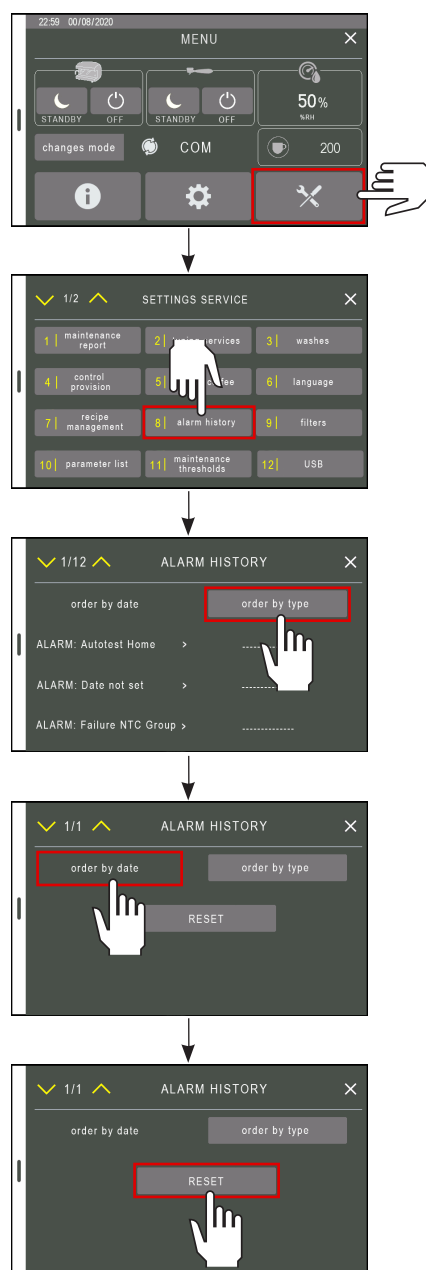 22:59 00/08/2020
MENU
STANDBY OFF STANDBY OFF
50%
%RH
changes mode COM 200
1/2 SETTINGS SERVICE
1| maintenance report
2| services
3| washes
4| control provision
5|
6| language
7| recipe management
8| alarm history
9| filters
10| parameter list
11| maintenance thresholds
12| USB
1/12 ALARM HISTORY
order by date order by type
ALARM: Autotest Home >
ALARM: Date not set >
ALARM: Failure NTC Group > --------------
1/1 ALARM HISTORY
order by date order by type
RESET
1/1 ALARM HISTORY
order by date order by type
RESET